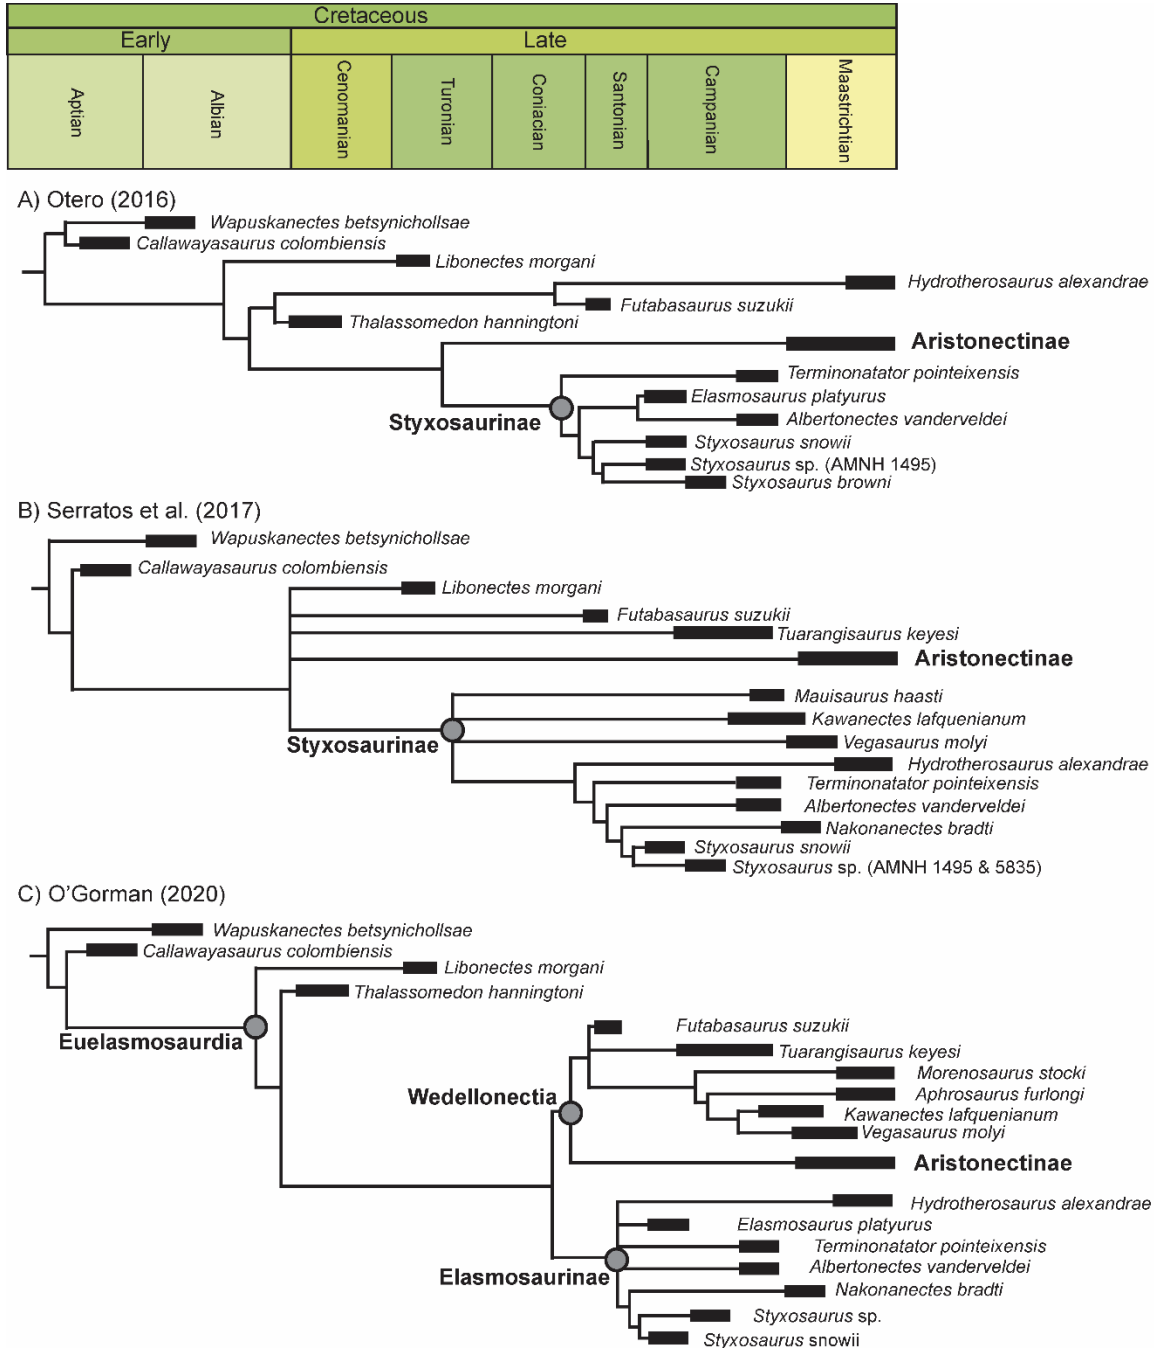 Cretaceous
Early
Late
Aptian
Albian
Cenomanian
Turonian
Coniacian
Santonian
Campanian
Maastrichtian
A) Otero (2016)
Wapuskanectes betsynichollsae
Callawayasaurus colombiensis
Libonectes morgani
Hydrotherosaurus alexandrae
Futabasaurus suzukii
Thalassomedon hanningtoni
Aristonectinae
Terminonatator pointeixensis
Elasmosaurus platyurus
Styxosaurinae
Albertonectes vanderveldei
Styxosaurus snowii
Styxosaurus sp. (AMNH 1495)
Styxosaurus browni
B) Serratos et al. (2017)
Wapuskanectes betsynichollsae
Callawayasaurus colombiensis
Libonectes morgani
Futabasaurus suzukii
Tuarangisaurus keyesi
Aristonectinae
Mauisaurus haasti
Kawanectes lafquenianum
Styxosaurinae
Vegasaurus molyi
Hydrotherosaurus alexandrae
Terminonatator pointeixensis
Albertonectes vanderveldei
Nakonanectes bradti
Styxosaurus snowii
Styxosaurus sp. (AMNH 1495 & 5835)
C) O'Gorman (2020)
Wapuskanectes betsynichollsae
Callawayasaurus colombiensis
Libonectes morgani
Thalassomedon hanningtoni
Futabasaurus suzukii
Euelasmosaurdia
Tuarangisaurus keyesi
Morenosaurus stocki
Wedellonectia
Aphrosaurus furlongi
Kawanectes lafquenianum
Vegasaurus molyi
Aristonectinae
Hydrotherosaurus alexandrae
Elasmosaurus platyurus
Terminonatator pointeixensis
Albertonectes vanderveldei
Elasmosaurinae
Nakonanectes bradti
Styxosaurus sp.
Styxosaurus snowii